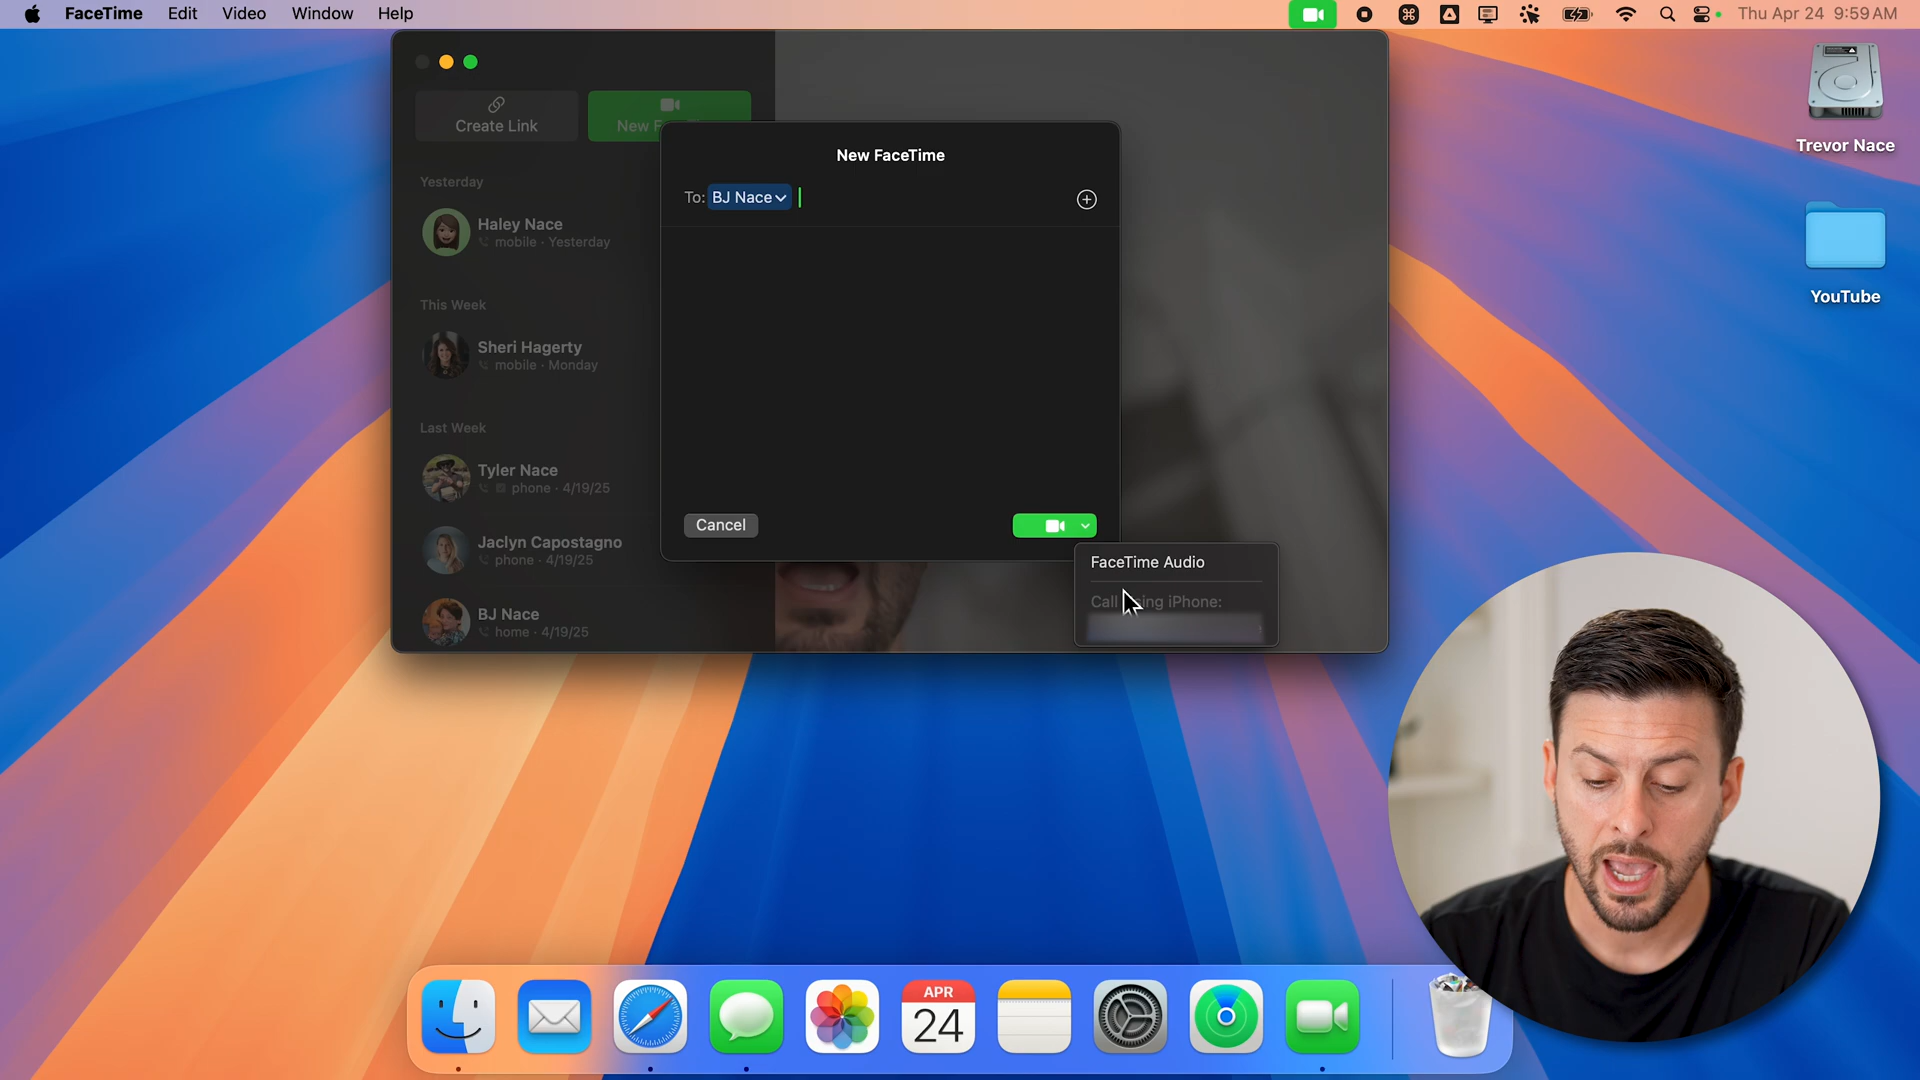 FaceTime Edit Video Window Help
Thu Apr 24 9:59 AM
Create Link
New F
New FaceTime
To: BJ Nace
Yesterday
Haley Nace
mobile · Yesterday
This Week
Sheri Hagerty
mobile · Monday
Last Week
Tyler Nace
phone · 4/19/25
Jaclyn Capostagno
phone · 4/19/25
BJ Nace
home · 4/19/25
Cancel
FaceTime Audio
Call using iPhone:
Trevor Nace
YouTube
APR
24